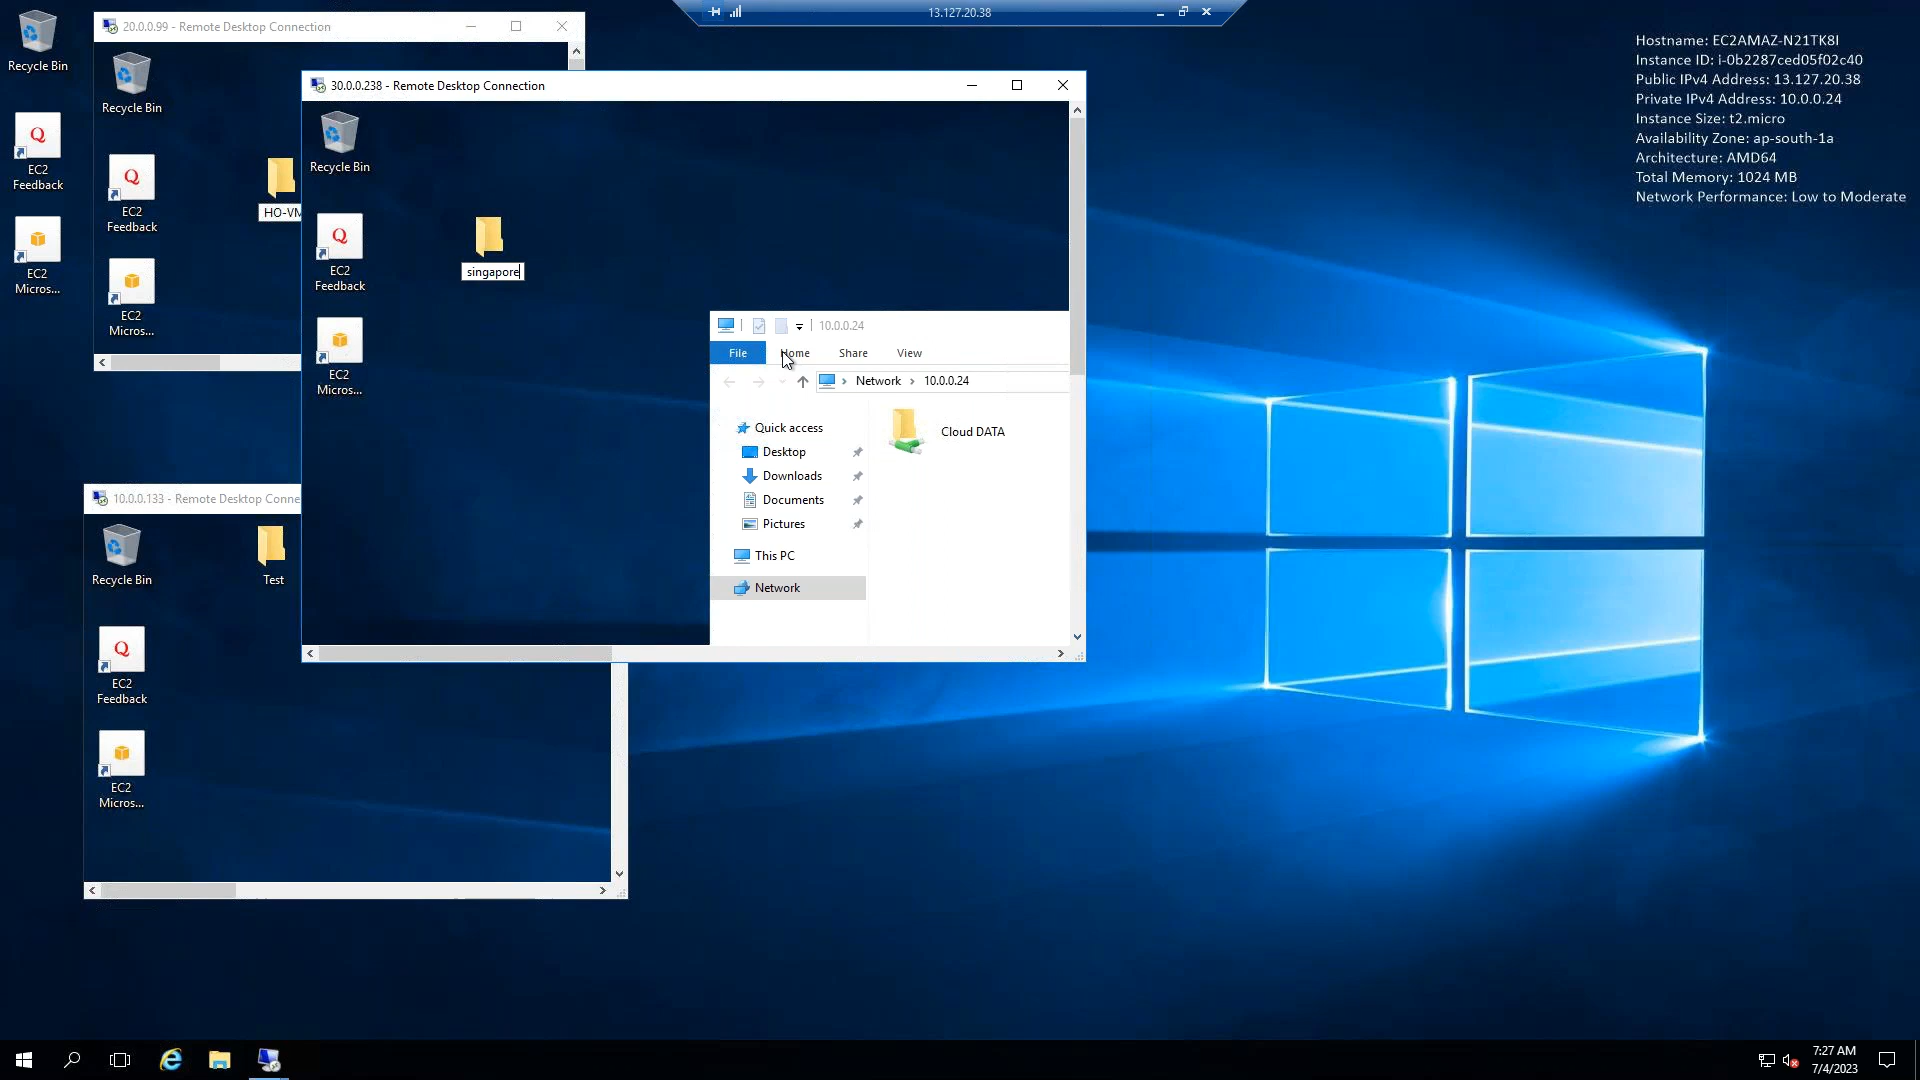 13.127.20.38
Hostname: EC2AMAZ-N21TK8I
Instance ID: i-0b2287ced05f02c40
Public IPv4 Address: 13.127.20.38
Private IPv4 Address: 10.0.0.24
Instance Size: t2.micro
Availability Zone: ap-south-1a
Architecture: AMD64
Total Memory: 1024 MB
Network Performance: Low to Moderate
Recycle Bin
EC2
Feedback
EC2
Micros...
20.0.0.99 - Remote Desktop Connection
Recycle Bin
EC2
Feedback
HO-VM
EC2
Micros...
30.0.0.238 - Remote Desktop Connection
Recycle Bin
EC2
Feedback
singapore
EC2
Micros...
10.0.0.24
File
Home
Share
View
Network
10.0.0.24
Quick access
Desktop
Downloads
Documents
Pictures
This PC
Network
Cloud DATA
10.0.0.133 - Remote Desktop Conne
Recycle Bin
Test
EC2
Feedback
EC2
Micros...
7:27 AM
7/4/2023